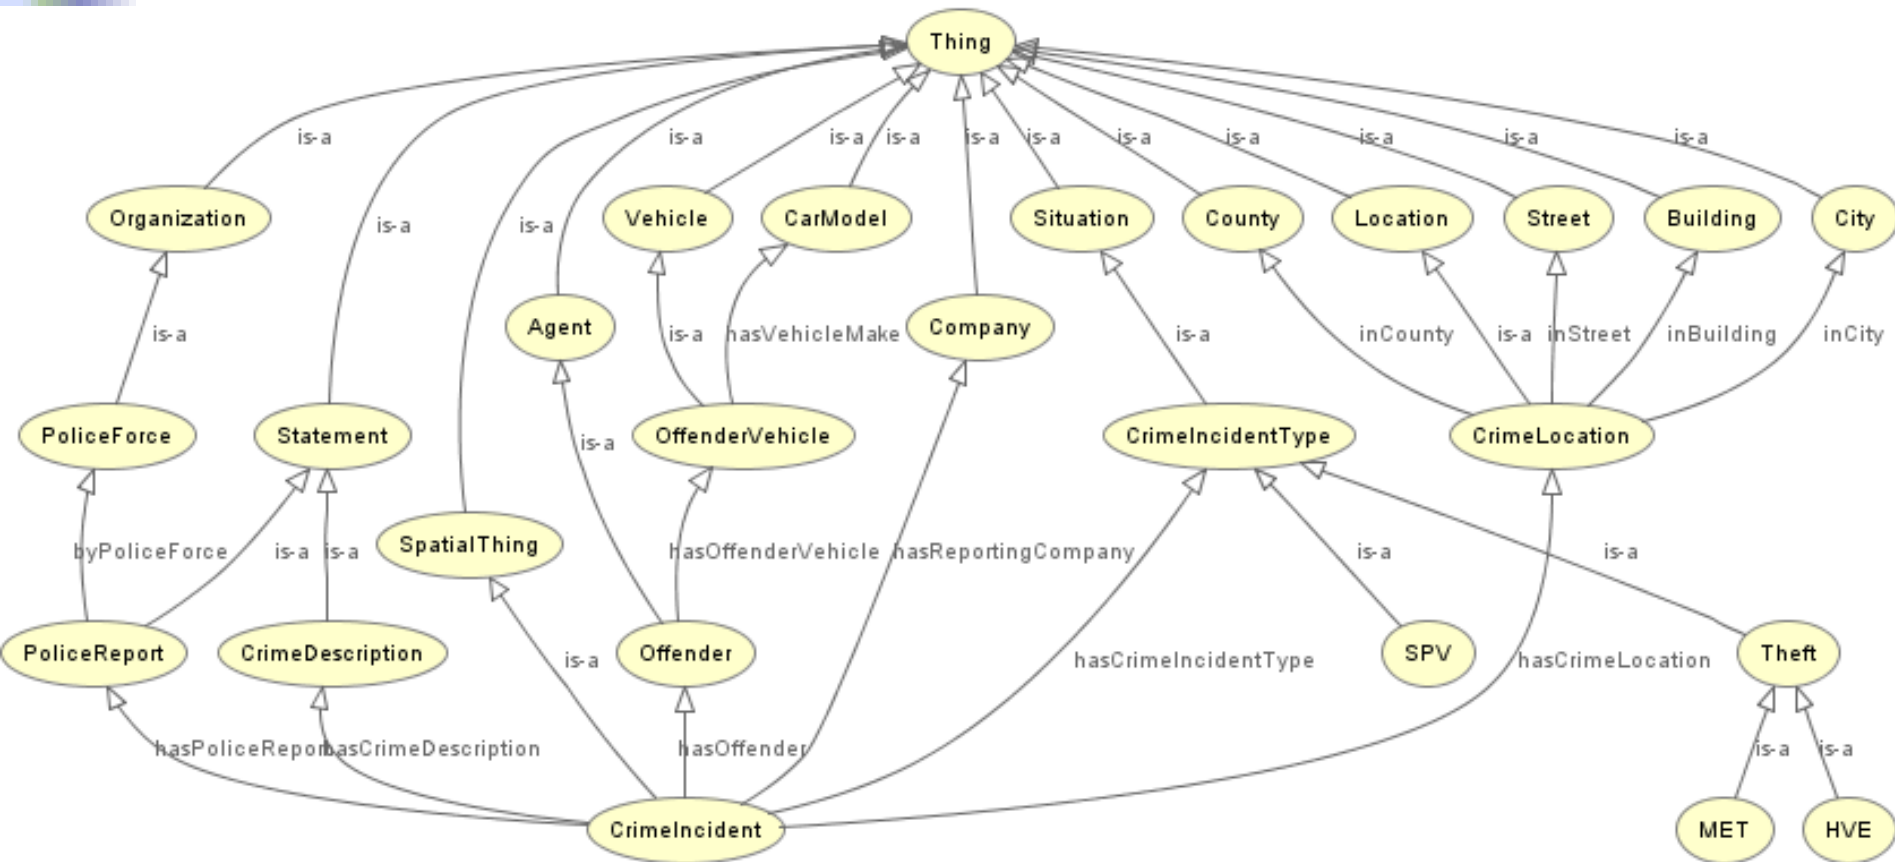 Thing
is-a is-a is-a is-a is-a is-a is-a is-a is-a is-a is-a
Organization Vehicle CarModel Situation County Location Street Building City
is-a is-a
Agent Company
is-a is-a hasVehicleMake is-a inCounty is-a inStreet inBuilding inCity
PoliceForce Statement OffenderVehicle CrimeIncidentType CrimeLocation
is-a
SpatialThing
byPoliceForce is-a is-a hasOffenderVehicle hasReportingCompany is-a is-a
PoliceReport CrimeDescription Offender SPV Theft
is-a hasCrimeIncidentType hasCrimeLocation
hasPoliceReport hasCrimeDescription hasOffender is-a is-a
CrimeIncident MET HVE